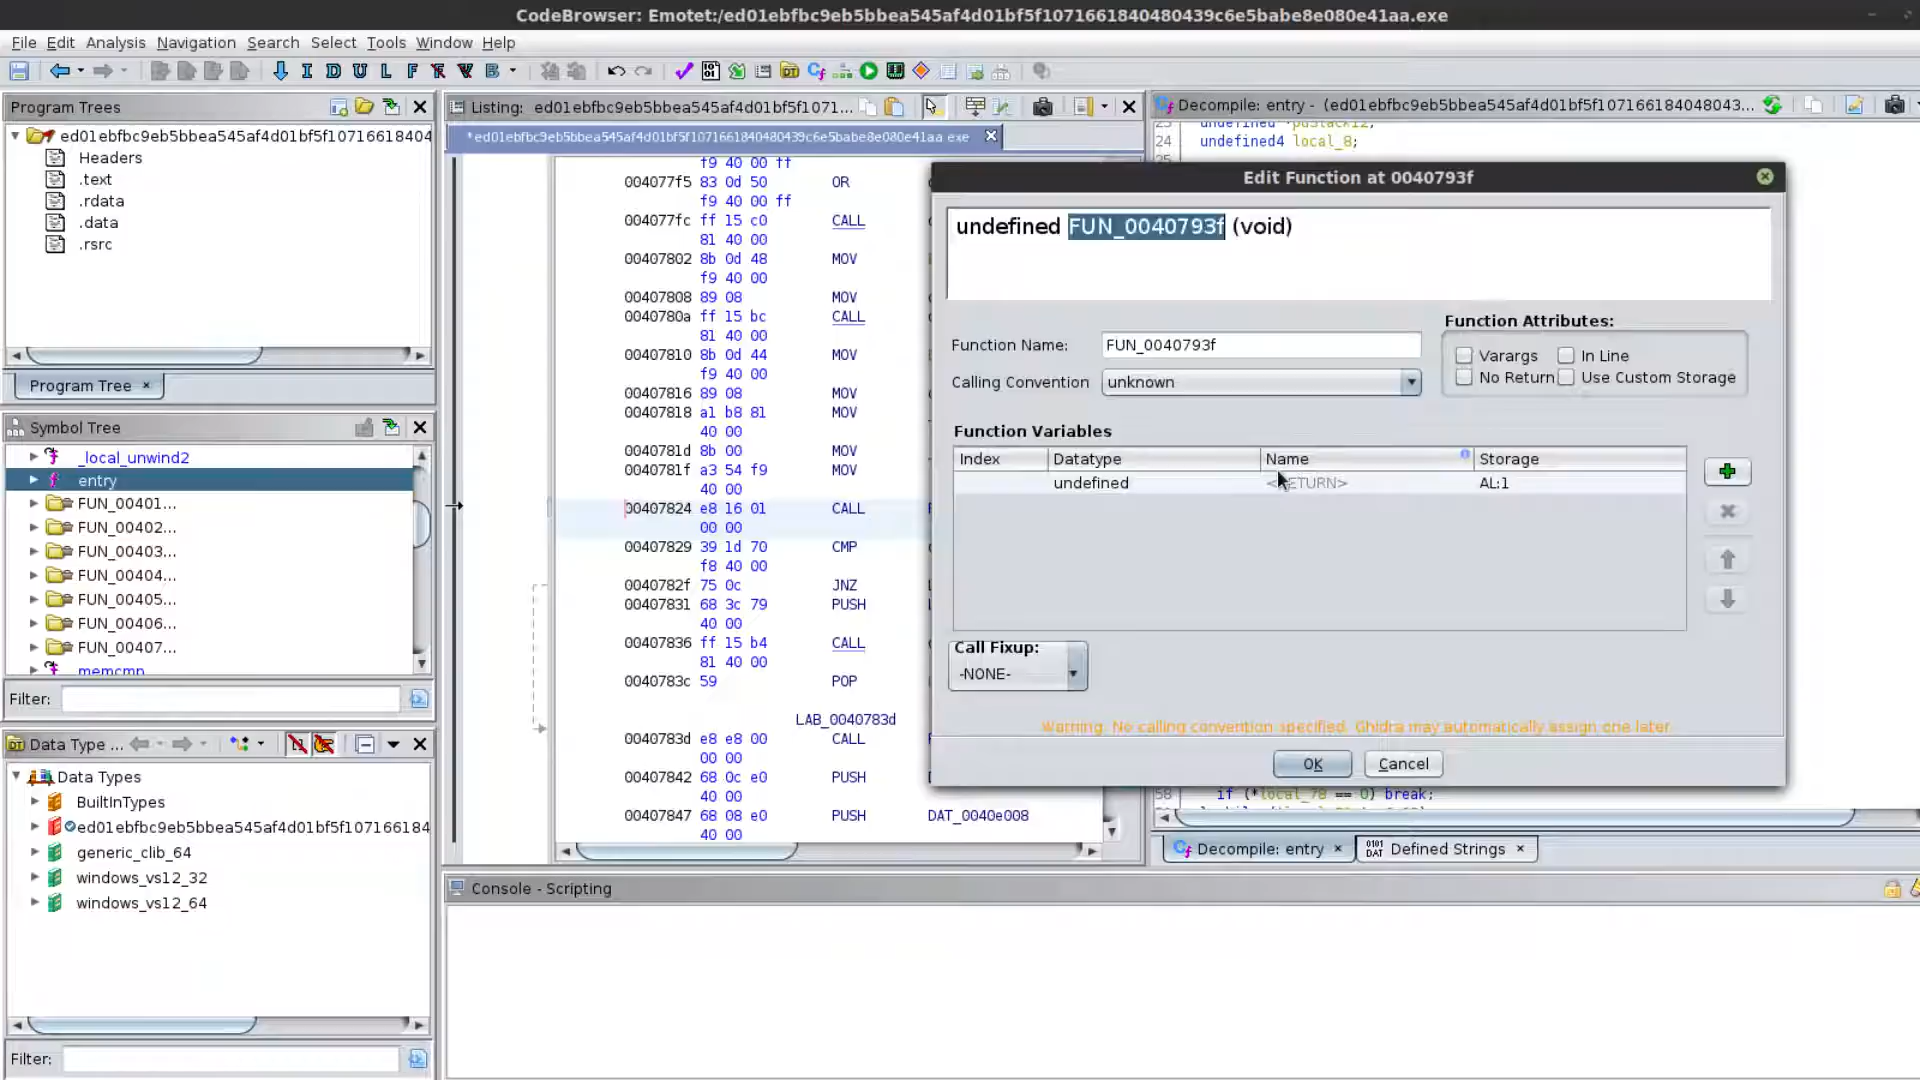 CodeBrowser: Emotet:/ed01ebfbc9eb5bbea545af4d01bf5f1071661840480439c6e5babe8e080e41aa.exe
File Edit Analysis Navigation Search Select Tools Window Help
I D U L F B
Program Trees
ed01ebfbc9eb5bbea545af4d01bf5f107166184​04
Headers
.text
.rdata
.data
.rsrc
Program Tree ×
Symbol Tree
_local_unwind2
entry
FUN_00401...
FUN_00402...
FUN_00403...
FUN_00404...
FUN_00405...
FUN_00406...
FUN_00407...
memcmp
Filter:
Data Type ...
Data Types
BuiltInTypes
ed01ebfbc9eb5bbea545af4d01bf5f107166184
generic_clib_64
windows_vs12_32
windows_vs12_64
Filter:
Listing: ed01ebfbc9eb5bbea545af4d01bf5f1071...
*ed01ebfbc9eb5bbea545af4d01bf5f1071661840480439c6e5babe8e080e41aa.exe
f9 40 00 ff
004077f5 83 0d 50 OR
f9 40 00 ff
004077fc ff 15 c0 CALL
81 40 00
00407802 8b 0d 48 MOV
f9 40 00
00407808 89 08 MOV
0040780a ff 15 bc CALL
81 40 00
00407810 8b 0d 44 MOV
f9 40 00
00407816 89 08 MOV
00407818 a1 b8 81 MOV
40 00
0040781d 8b 00 MOV
0040781f a3 54 f9 MOV
40 00
00407824 e8 16 01 CALL
00 00
00407829 39 1d 70 CMP
f8 40 00
0040782f 75 0c JNZ
00407831 68 3c 79 PUSH
40 00
00407836 ff 15 b4 CALL
81 40 00
0040783c 59 POP
LAB_0040783d
0040783d e8 e8 00 CALL
00 00
00407842 68 0c e0 PUSH
40 00
00407847 68 08 e0 PUSH DAT_0040e008
40 00
Decompile: entry - (ed01ebfbc9eb5bbea545af4d01bf5f107166184048043...
24 undefined4 local_8;
25
Edit Function at 0040793f
undefined FUN_0040793f (void)
Function Name: FUN_0040793f
Calling Convention unknown
Function Attributes:
Varargs In Line
No Return Use Custom Storage
Function Variables
Index Datatype Name Storage
undefined <RETURN> AL:1
Call Fixup:
-NONE-
Warning: No calling convention specified. Ghidra may automatically assign one later.
OK Cancel
58 if (*local_78 == 0) break;
Decompile: entry × Defined Strings ×
Console - Scripting